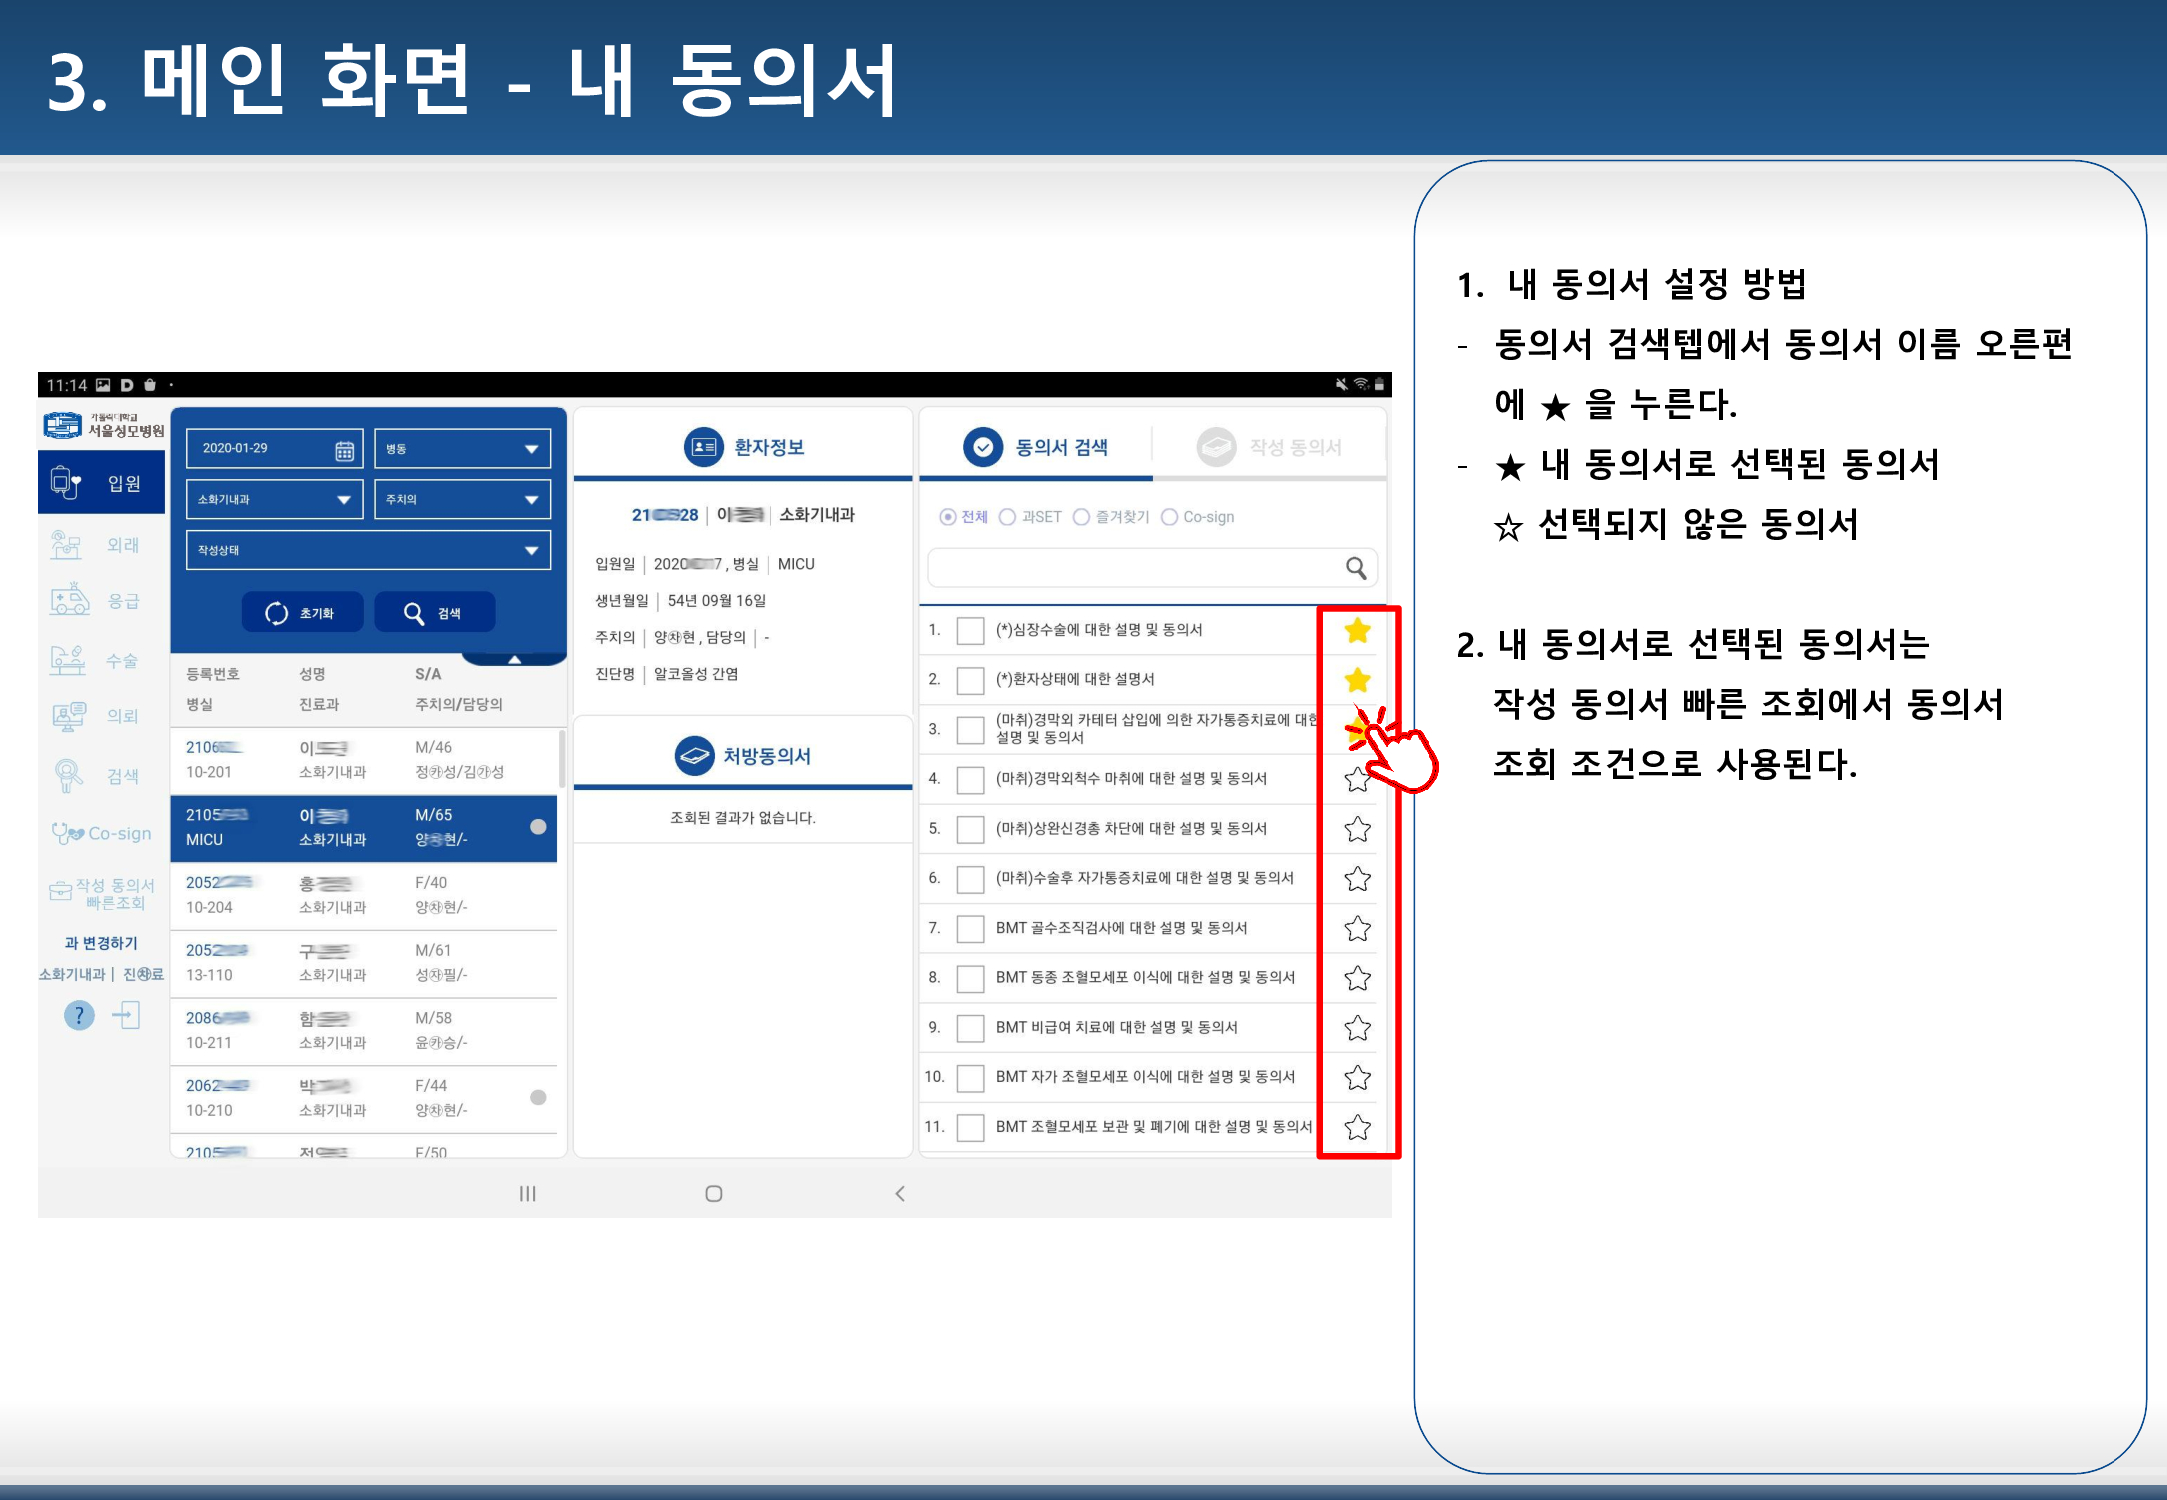 3. 메인 화면 - 내 동의서
11:14
가톨릭대학교
서울성모병원
입원
외래
응급
수술
의뢰
검색
Co-sign
작성 동의서
빠른조회
과 변경하기
소화기내과 |
?
2020-01-29
병동
소화기내과
주치의
작성상태
초기화
검색
등록번호 성명 S/A
병실 진료과 주치의/담당의
2106 이 M/46
10-201 소화기내과 정㉮성/김㉮성
2105 이 M/65
MICU 소화기내과 양 현/-
2052 홍 F/40
10-204 소화기내과 양㉶현/-
2052 구 M/61
13-110 소화기내과 성㉶필/-
2086 함 M/58
10-211 소화기내과 윤㉮승/-
2062 박 F/44
10-210 소화기내과 양㉶현/-
2105 F/50
환자정보
21 28 | 이 | 소화기내과
입원일 | 2020 7 , 병실 | MICU
생년월일 | 54년 09월 16일
주치의 | 양㉶현 , 담당의 | -
진단명 | 알코올성 간염
처방동의서
조회된 결과가 없습니다.
동의서 검색
작성 동의서
전체 과SET 즐겨찾기 Co-sign
1. (*)심장수술에 대한 설명 및 동의서
2. (*)환자상태에 대한 설명서
3. (마취)경막외 카테터 삽입에 의한 자가통증치료에 대한
설명 및 동의서
4. (마취)경막외척수 마취에 대한 설명 및 동의서
5. (마취)상완신경총 차단에 대한 설명 및 동의서
6. (마취)수술후 자가통증치료에 대한 설명 및 동의서
7. BMT 골수조직검사에 대한 설명 및 동의서
8. BMT 동종 조혈모세포 이식에 대한 설명 및 동의서
9. BMT 비급여 치료에 대한 설명 및 동의서
10. BMT 자가 조혈모세포 이식에 대한 설명 및 동의서
11. BMT 조혈모세포 보관 및 폐기에 대한 설명 및 동의서
1. 내 동의서 설정 방법
- 동의서 검색텝에서 동의서 이름 오른편
에 ★ 을 누른다.
- ★ 내 동의서로 선택된 동의서
☆ 선택되지 않은 동의서
2. 내 동의서로 선택된 동의서는
작성 동의서 빠른 조회에서 동의서
조회 조건으로 사용된다.